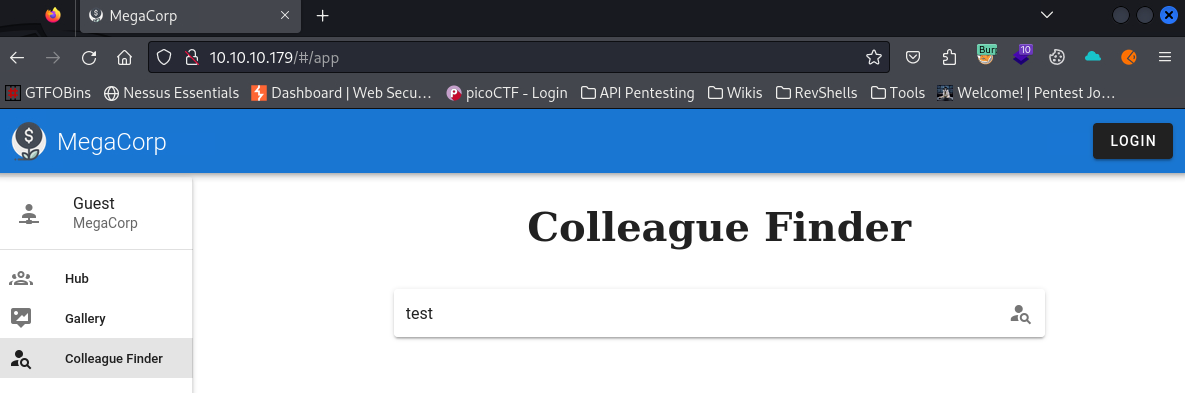 MegaCorp
10.10.10.179/#/app
Bur
10
GTFOBins Nessus Essentials Dashboard | Web Secu… picoCTF - Login API Pentesting Wikis RevShells Tools Welcome! | Pentest Jo…
$ MegaCorp LOGIN
Guest
MegaCorp
Colleague Finder
Hub
test
Gallery
Colleague Finder